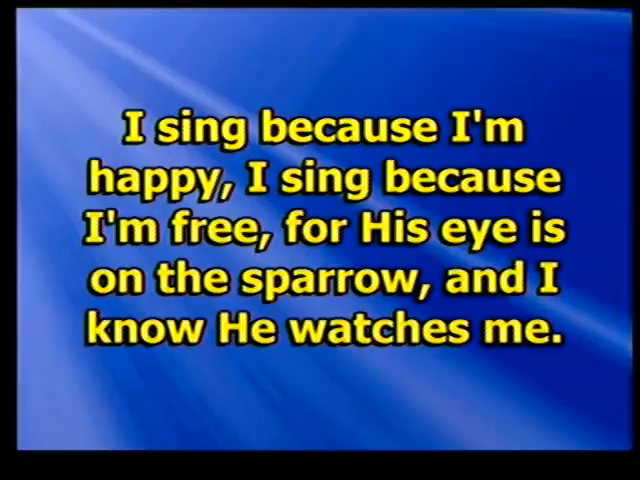 I sing because I'm
happy, I sing because
I'm free, for His eye is
on the sparrow, and I
know He watches me.